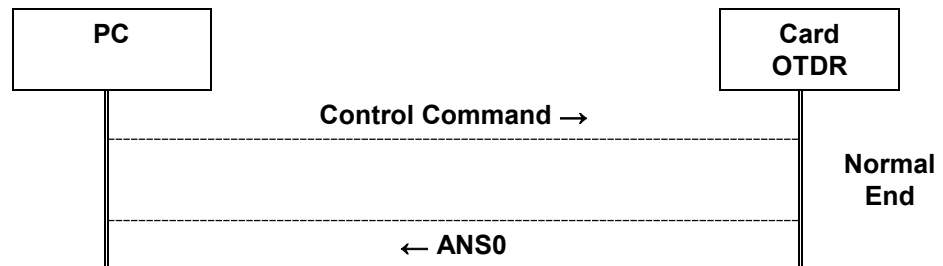 PC
Card
OTDR
Control Command →
Normal
End
← ANS0